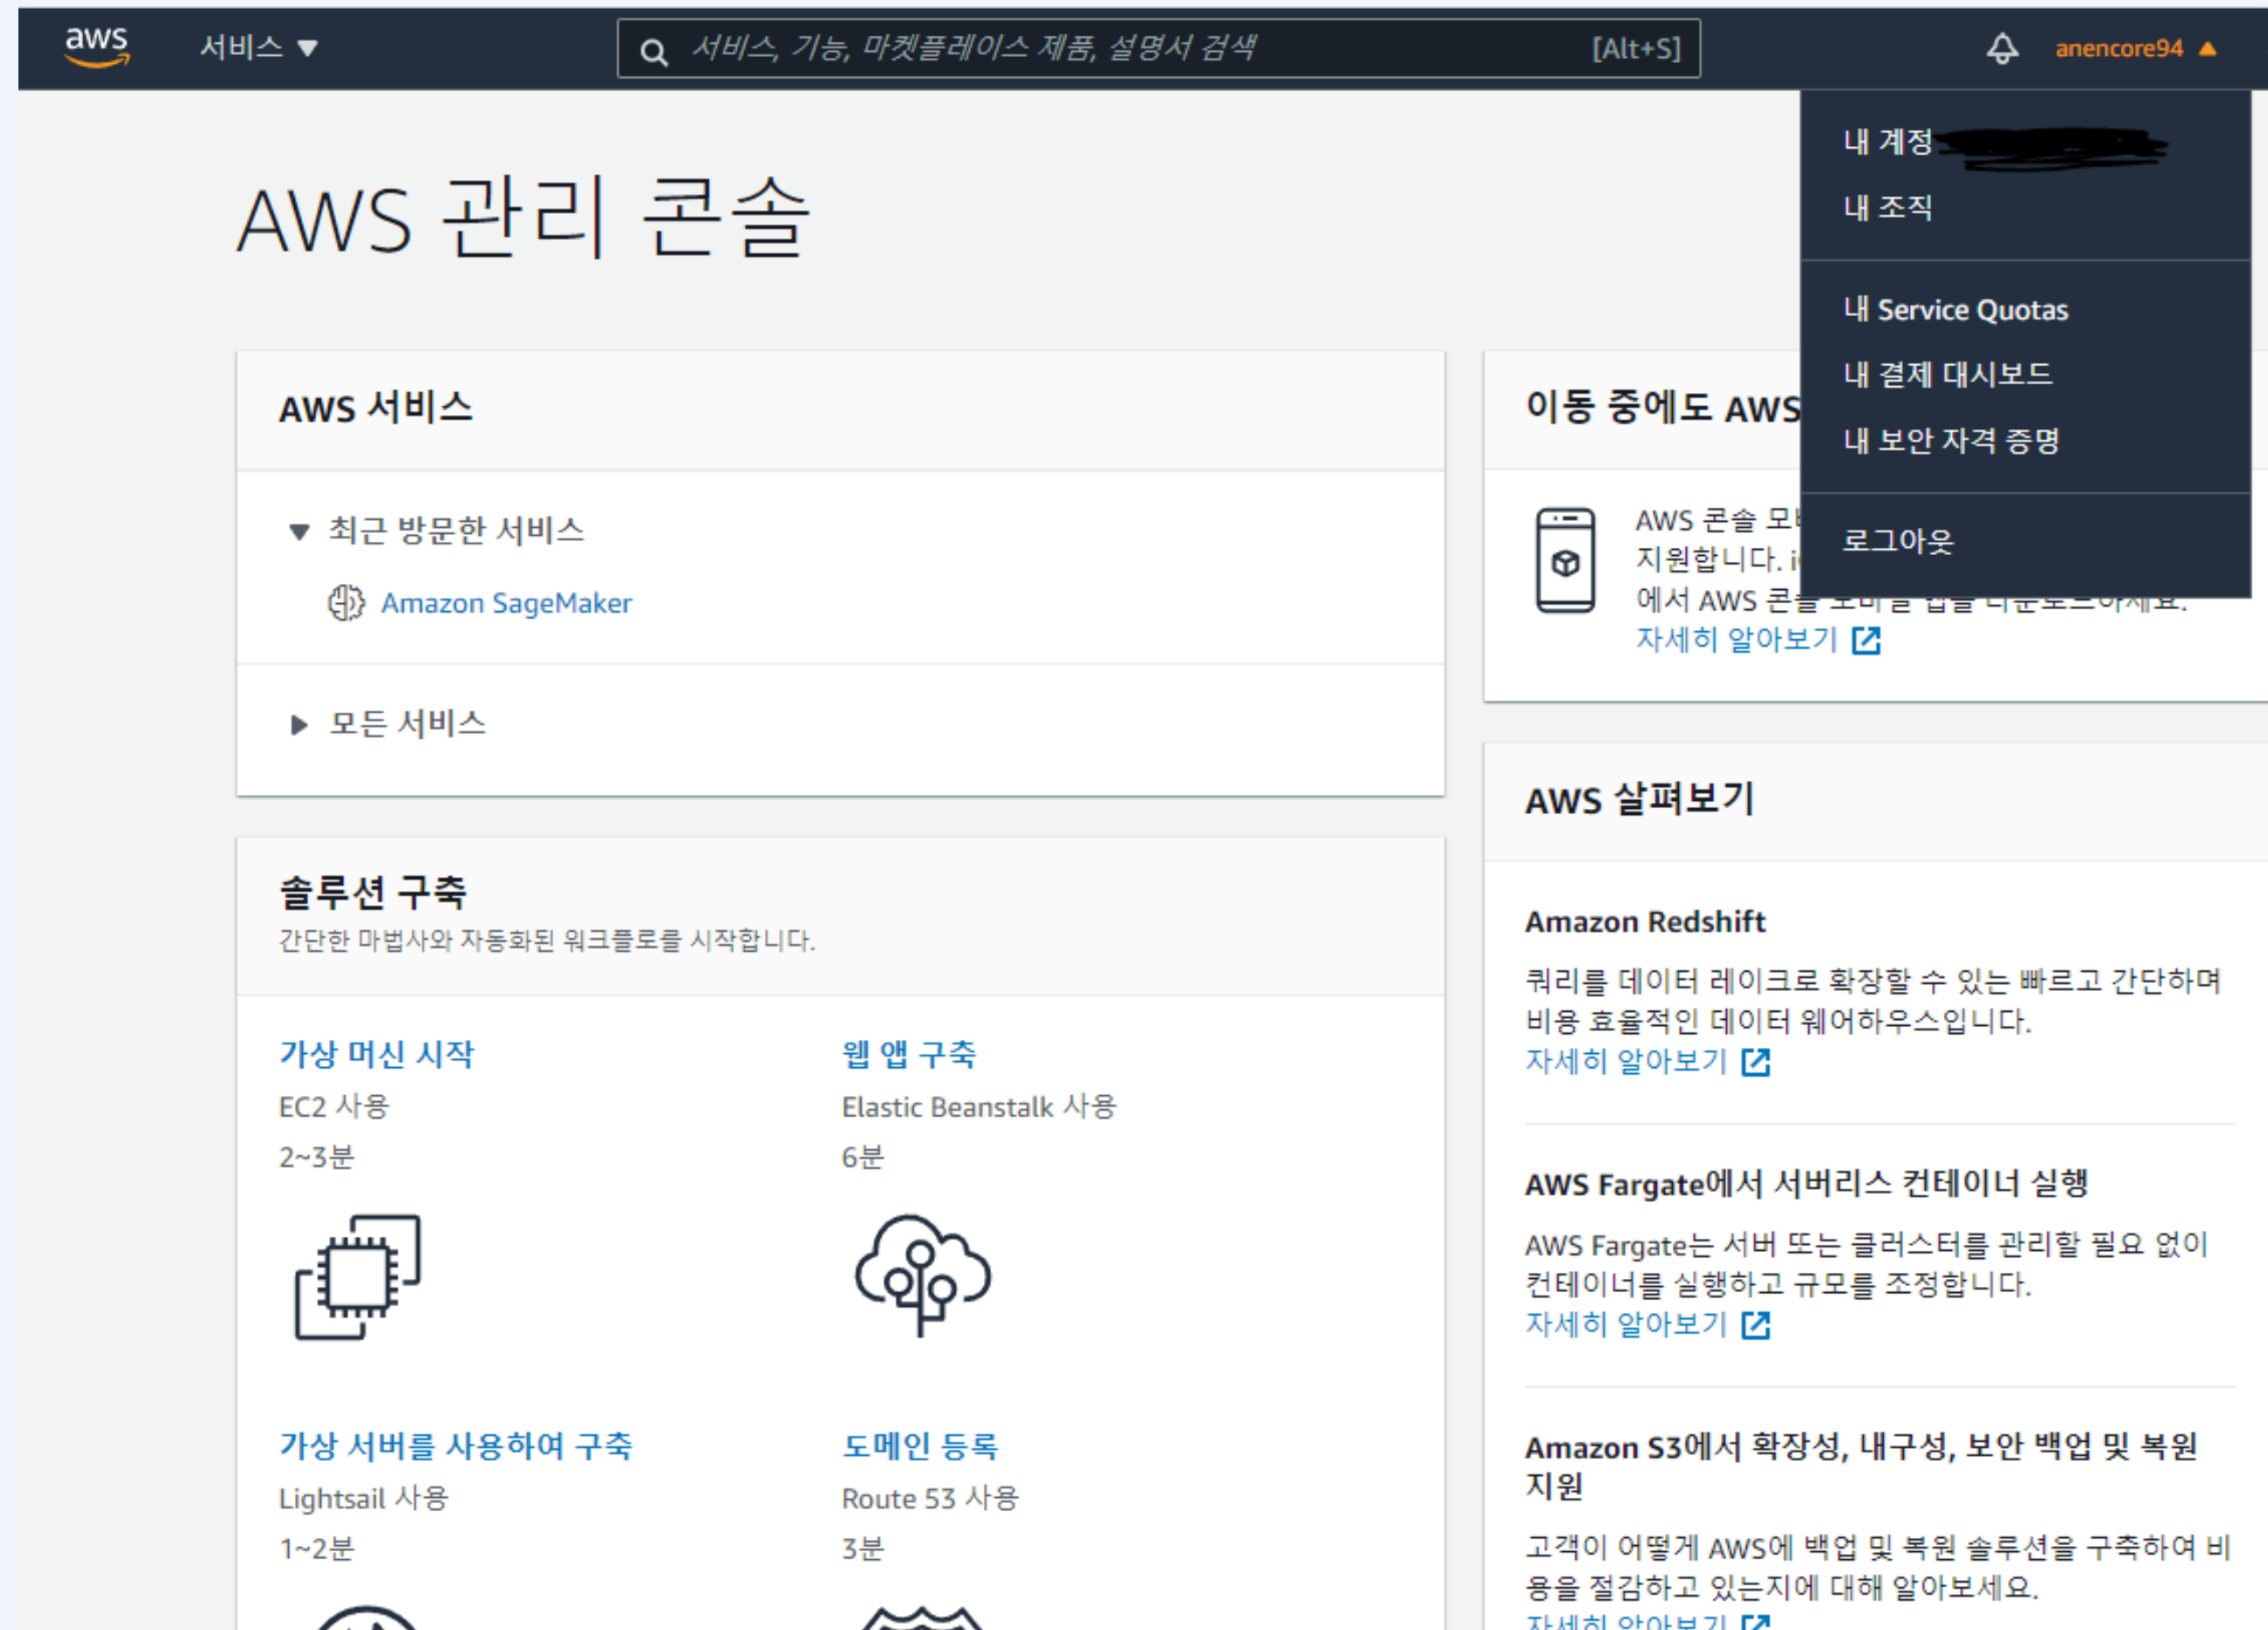 aws
서비스
서비스, 기능, 마켓플레이스 제품, 설명서 검색
[Alt+S]
anencore94
내 계정
내 조직
내 Service Quotas
내 결제 대시보드
내 보안 자격 증명
로그아웃
AWS 관리 콘솔
AWS 서비스
최근 방문한 서비스
Amazon SageMaker
모든 서비스
솔루션 구축
간단한 마법사와 자동화된 워크플로를 시작합니다.
가상 머신 시작
EC2 사용
2~3분
웹 앱 구축
Elastic Beanstalk 사용
6분
가상 서버를 사용하여 구축
Lightsail 사용
1~2분
도메인 등록
Route 53 사용
3분
이동 중에도 AWS
AWS 콘솔
지원합니다.
에서 AWS 콘솔 모바일 앱을 다운로드하세요.
자세히 알아보기
AWS 살펴보기
Amazon Redshift
쿼리를 데이터 레이크로 확장할 수 있는 빠르고 간단하며
비용 효율적인 데이터 웨어하우스입니다.
자세히 알아보기
AWS Fargate에서 서버리스 컨테이너 실행
AWS Fargate는 서버 또는 클러스터를 관리할 필요 없이
컨테이너를 실행하고 규모를 조정합니다.
자세히 알아보기
Amazon S3에서 확장성, 내구성, 보안 백업 및 복원
지원
고객이 어떻게 AWS에 백업 및 복원 솔루션을 구축하여 비
용을 절감하고 있는지에 대해 알아보세요.
자세히 알아보기